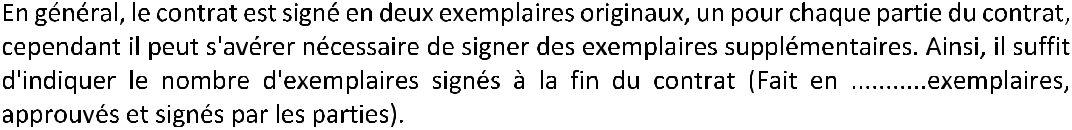 En général, le contrat est signé en deux exemplaires originaux, un pour chaque partie du contrat,
cependant il peut s'avérer nécessaire de signer des exemplaires supplémentaires. Ainsi, il suffit
d'indiquer le nombre d'exemplaires signés à la fin du contrat (Fait en ...........exemplaires,
approuvés et signés par les parties).